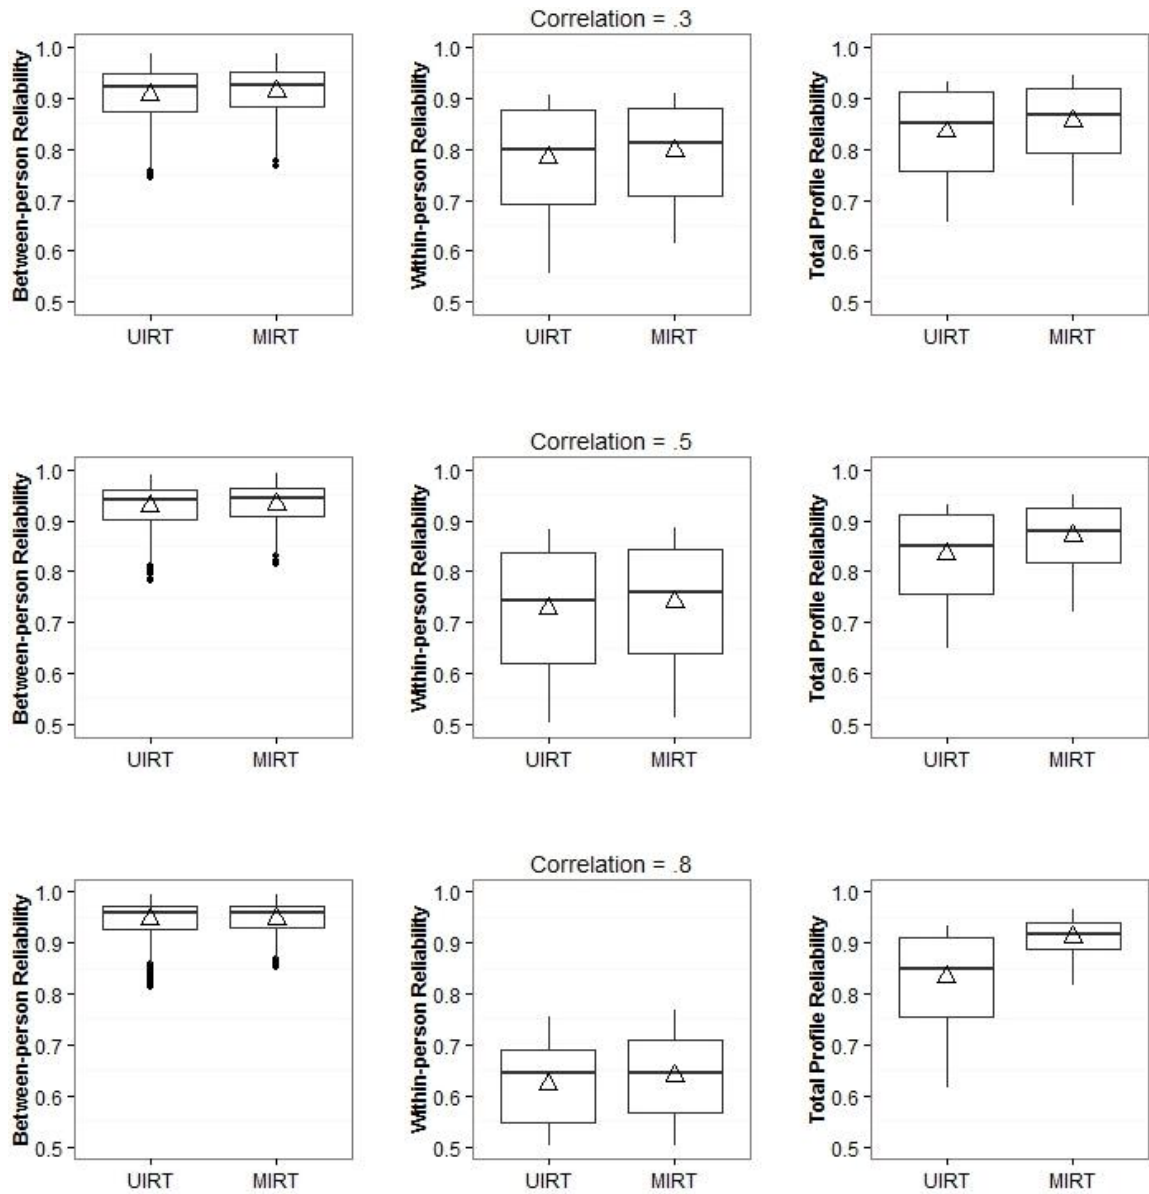 Correlation = .3
Between-person Reliability
1.0
0.9
0.8
0.7
0.6
0.5
UIRT MIRT
Within-person Reliability
1.0
0.9
0.8
0.7
0.6
0.5
UIRT MIRT
Total Profile Reliability
1.0
0.9
0.8
0.7
0.6
0.5
UIRT MIRT
Correlation = .5
Between-person Reliability
1.0
0.9
0.8
0.7
0.6
0.5
UIRT MIRT
Within-person Reliability
1.0
0.9
0.8
0.7
0.6
0.5
UIRT MIRT
Total Profile Reliability
1.0
0.9
0.8
0.7
0.6
0.5
UIRT MIRT
Correlation = .8
Between-person Reliability
1.0
0.9
0.8
0.7
0.6
0.5
UIRT MIRT
Within-person Reliability
1.0
0.9
0.8
0.7
0.6
0.5
UIRT MIRT
Total Profile Reliability
1.0
0.9
0.8
0.7
0.6
0.5
UIRT MIRT